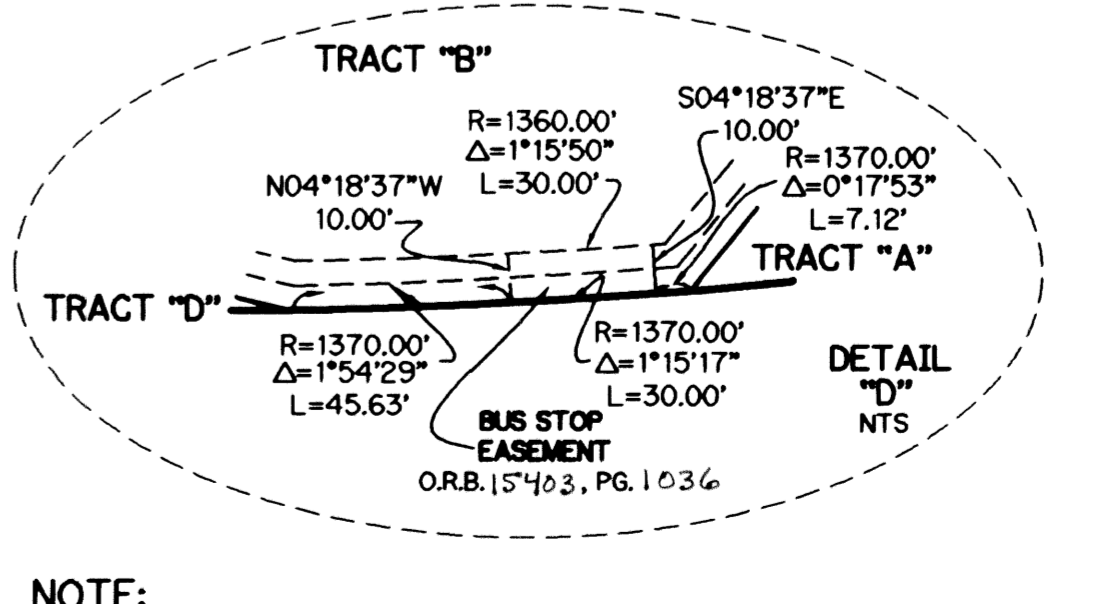 TRACT "B"
S04°18'37"E
10.00'
R=1360.00'
Δ=1°15'50"
L=30.00'
R=1370.00'
Δ=0°17'53"
L=7.12'
N04°18'37"W
10.00'
TRACT "A"
TRACT "D"
R=1370.00'
Δ=1°54'29"
L=45.63'
R=1370.00'
Δ=1°15'17"
L=30.00'
DETAIL
"D"
NTS
BUS STOP
EASEMENT
O.R.B. 15403, PG. 1036
NOTE: